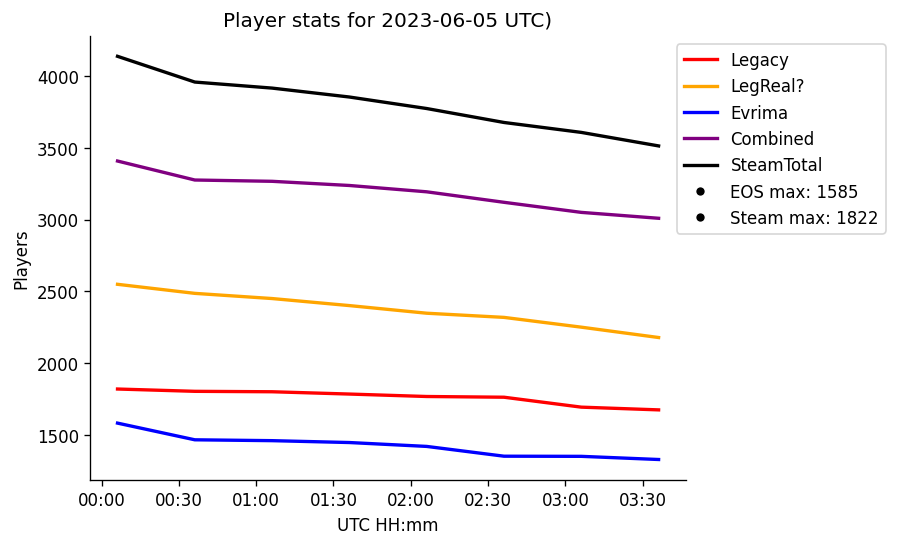 Player stats for 2023-06-05 UTC)
Legacy
LegReal?
Evrima
Combined
SteamTotal
EOS max: 1585
Steam max: 1822
4000
3500
3000
2500
2000
1500
Players
00:00 00:30 01:00 01:30 02:00 02:30 03:00 03:30
UTC HH:mm